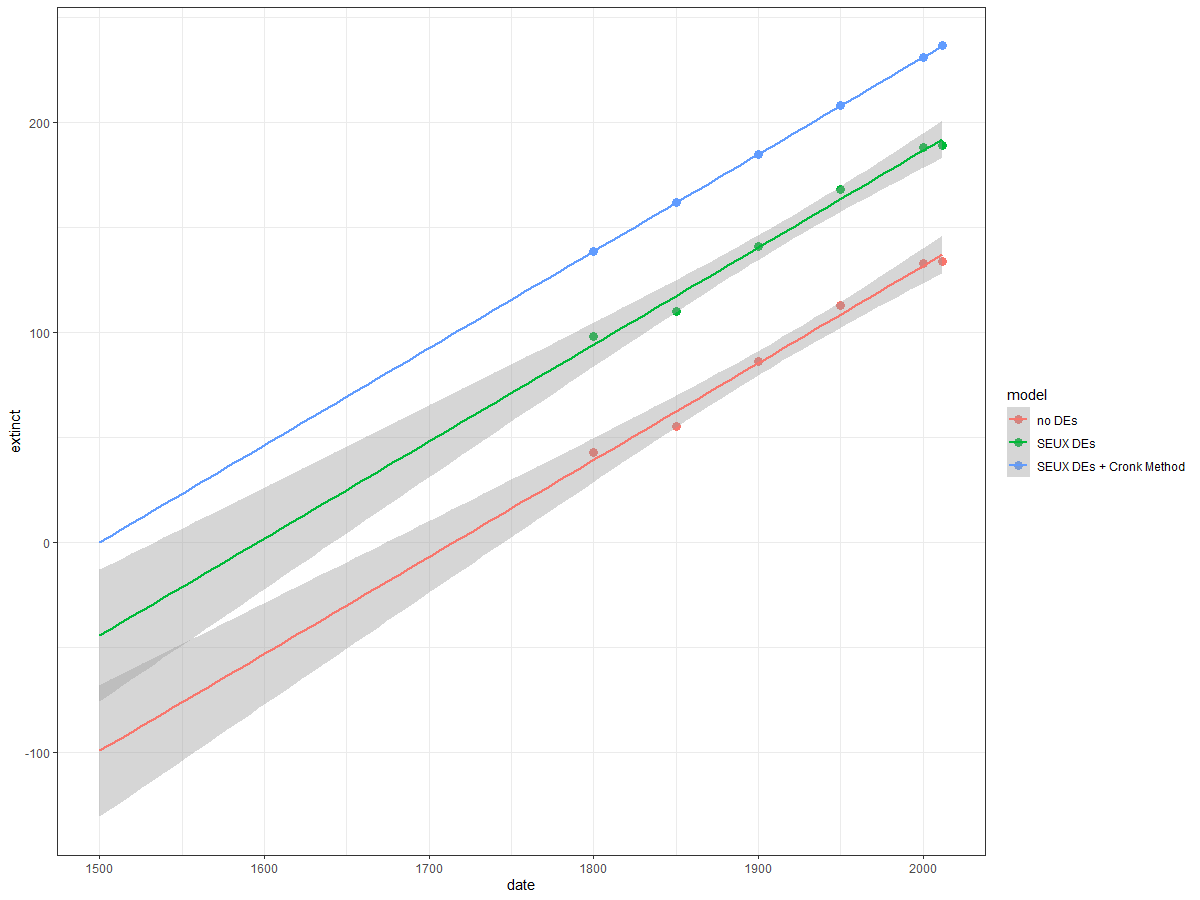 200
100
0
-100
extinct
1500 1600 1700 1800 1900 2000
date
model
no DEs
SEUX DEs
SEUX DEs + Cronk Method